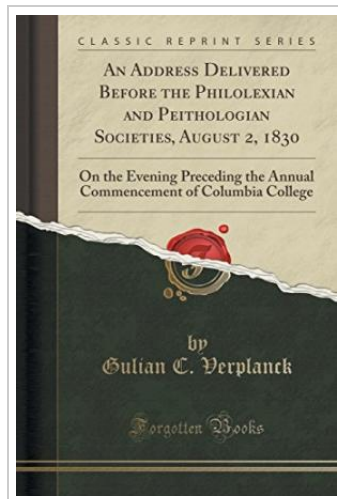 CLASSIC REPRINT SERIES
An Address Delivered
Before the Philolexian
and Peithologian
Societies, August 2, 1830
On the Evening Preceding the Annual
Commencement of Columbia College
by
Gulian C. Verplanck
Forgotten Books